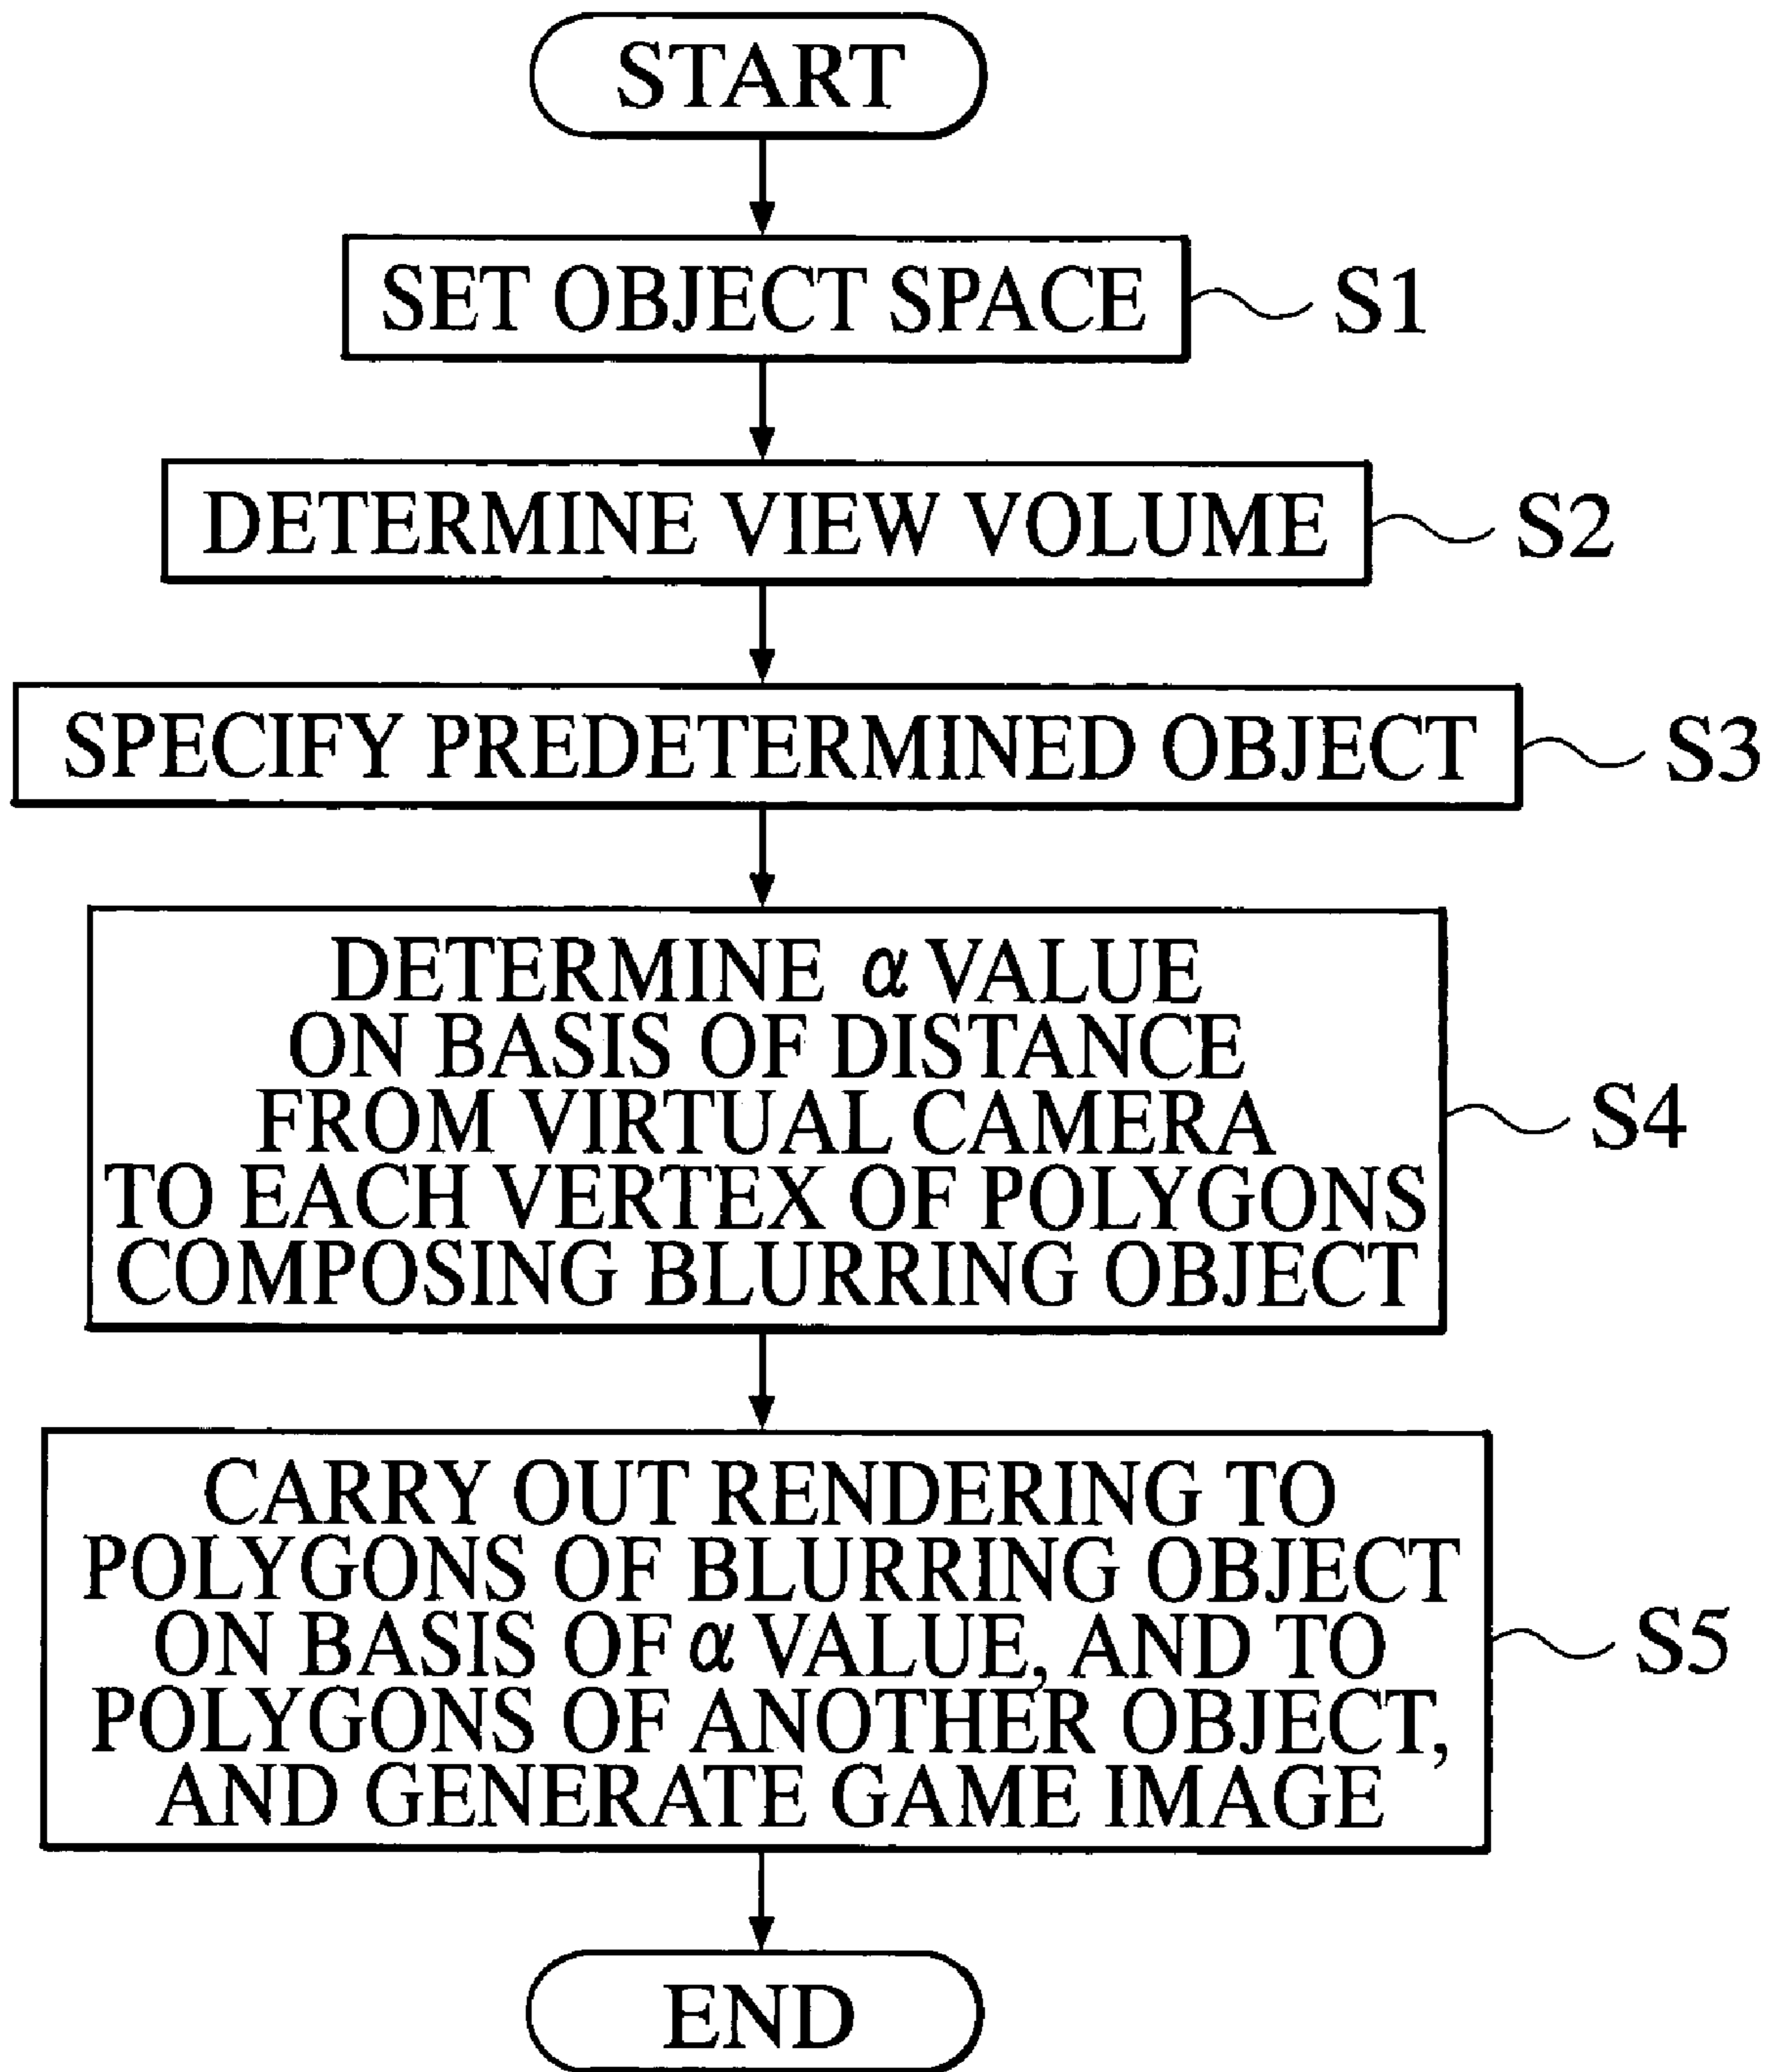 START
SET OBJECT SPACE
S1
DETERMINE VIEW VOLUME
S2
SPECIFY PREDETERMINED OBJECT
S3
DETERMINE α VALUE
ON BASIS OF DISTANCE
FROM VIRTUAL CAMERA
TO EACH VERTEX OF POLYGONS
COMPOSING BLURRING OBJECT
S4
CARRY OUT RENDERING TO
POLYGONS OF BLURRING OBJECT
ON BASIS OF α VALUE, AND TO
POLYGONS OF ANOTHER OBJECT,
AND GENERATE GAME IMAGE
S5
END